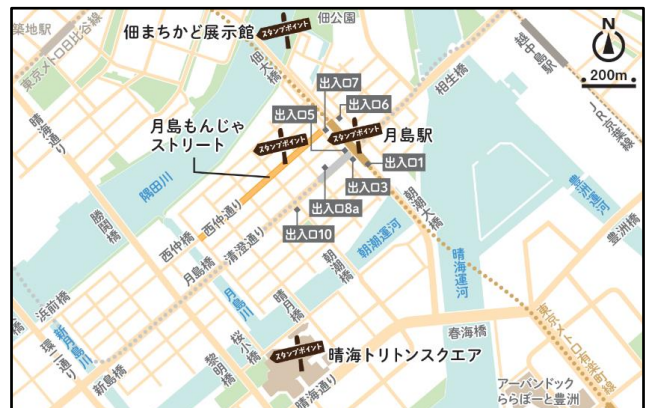 築地駅
佃まちかど展示館
スタンプポイント
佃公園
越中島駅
N
200m
東京メトロ日比谷線
佃大橋
相生橋
晴海通り
出入口7
出入口6
出入口5
JR京葉線
月島もんじゃ
ストリート
スタンプポイント
スタンプポイント
月島駅
出入口1
出入口3
隅田川
出入口8a
豊洲運河
勝鬨橋
西仲通り
朝潮大橋
出入口10
豊洲橋
西仲橋
清澄通り
朝潮運河
月島橋
朝潮橋
晴海運河
浜前橋
月島川
晴月橋
東京メトロ有楽町線
新月島川
環二通り
桜小橋
春海橋
スタンプポイント
晴海トリトンスクエア
黎明橋
新島橋
晴海通り
アーバンドック
ららぽーと豊洲